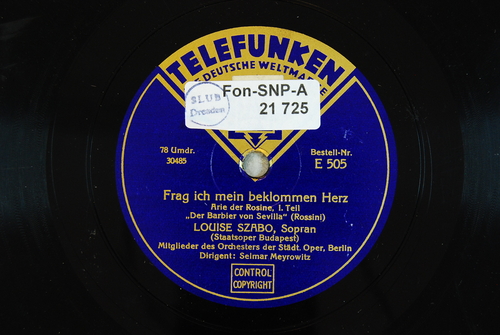 TELEFUNKEN
DEUTSCHE WELTMARKE
SLUB
Dresden
Fon-SNP-A
21 725
78 Umdr.
30485
Bestell-Nr.
E 505
Frag ich mein beklommen Herz
Arie der Rosine, I. Teil
„Der Barbier von Sevilla" (Rossini)
LOUISE SZABO, Sopran
(Staatsoper Budapest)
Mitglieder des Orchesters der Städt. Oper, Berlin
Dirigent: Selmar Meyrowitz
CONTROL
COPYRIGHT